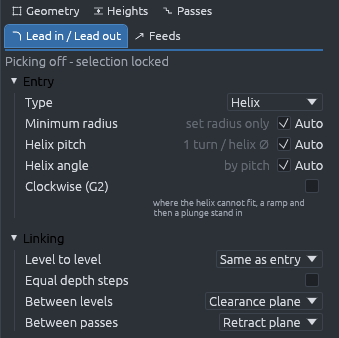 Geometry Heights Passes
Lead in / Lead out Feeds
Picking off - selection locked
Entry
Type Helix
Minimum radius set radius only Auto
Helix pitch 1 turn / helix Ø Auto
Helix angle by pitch Auto
Clockwise (G2)
where the helix cannot fit, a ramp and
then a plunge stand in
Linking
Level to level Same as entry
Equal depth steps
Between levels Clearance plane
Between passes Retract plane